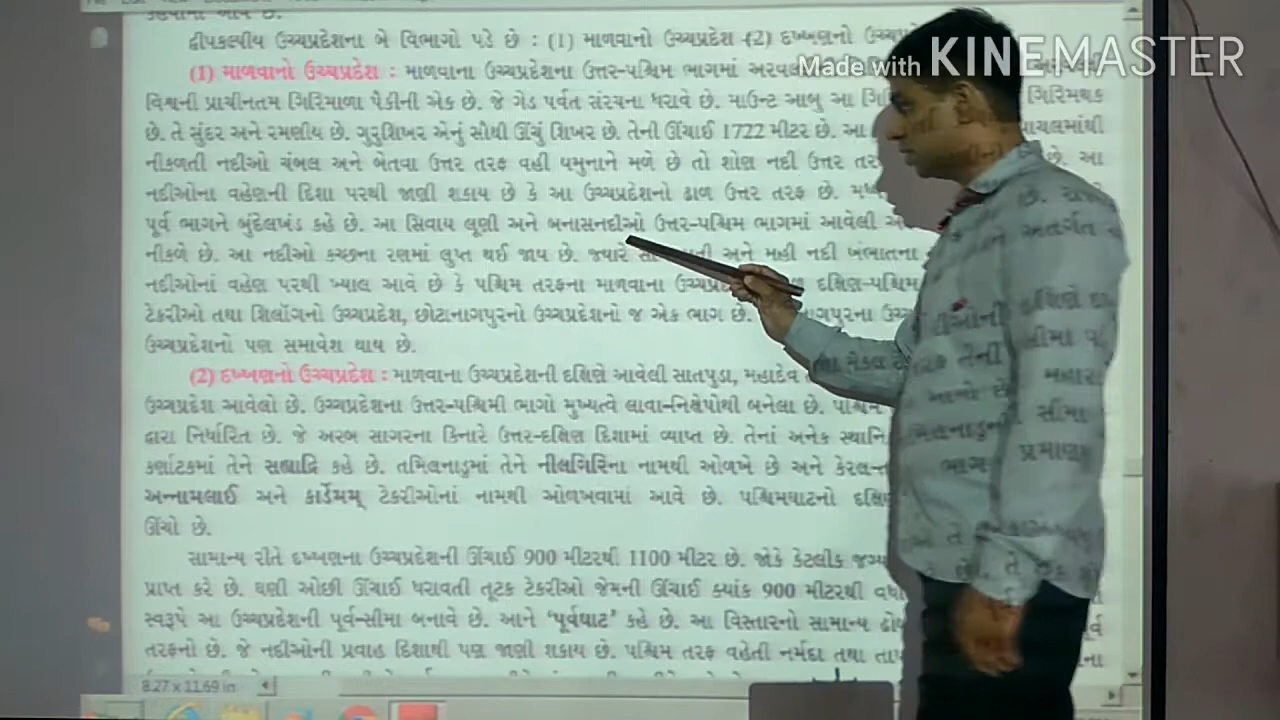 દ્વીપકલ્પીય ઉચ્ચપ્રદેશના બે વિભાગો પડે છે : (1) માળવાનો ઉચ્ચપ્રદેશ (2) દખ્ખણનો
Made with KINEMASTER
(1) માળવાનો ઉચ્ચપ્રદેશ : માળવાના ઉચ્ચપ્રદેશના ઉત્તર-પશ્ચિમ ભાગમાં
વિશ્વની પ્રાચીનતમ ગિરિમાળા પૈકીની એક છે. જે ગેડ પર્વત સંરચના ધરાવે છે. માઉન્ટ આબુ આ ગિરિમથક
છે. તે સુંદર અને રમણીય છે. ગુરુશિખર એનું સૌથી ઊંચું શિખર છે. તેની ઊંચાઈ 1722 મીટર છે. આ
નીકળતી નદીઓ ચંબલ અને બેતવા ઉત્તર તરફ વહી યમુનાને મળે છે તો શોણ નદી ઉત્તર છે. આ
નદીઓના વહેણની દિશા પરથી જાણી શકાય છે કે આ ઉચ્ચપ્રદેશનો ઢાળ ઉત્તર તરફ છે.
પૂર્વ ભાગને બુંદેલખંડ કહે છે. આ સિવાય લૂણી અને બનાસનદીઓ ઉત્તર-પશ્ચિમ ભાગમાં આવેલી
નીકળે છે. આ નદીઓ કચ્છના રણમાં લુપ્ત થઈ જાય છે. જ્યારે અને મહી નદી ખંભાતના
નદીઓનાં વહેણ પરથી ખ્યાલ આવે છે કે પશ્ચિમ તરફના માળવાના દક્ષિણ-પશ્ચિમ
ટેકરીઓ તથા શિલૉંગનો ઉચ્ચપ્રદેશ, છોટાનાગપુરનો ઉચ્ચપ્રદેશનો જ એક ભાગ છે.
ઉચ્ચપ્રદેશનો પણ સમાવેશ થાય છે.
(2) દખ્ખણનો ઉચ્ચપ્રદેશ : માળવાના ઉચ્ચપ્રદેશની દક્ષિણે આવેલી સાતપુડા, મહાદેવ
ઉચ્ચપ્રદેશ આવેલો છે. ઉચ્ચપ્રદેશના ઉત્તર-પશ્ચિમી ભાગો મુખ્યત્વે લાવા-નિક્ષેપોથી બનેલા છે.
દ્વારા નિર્ધારિત છે. જે અરબ સાગરના કિનારે ઉત્તર-દક્ષિણ દિશામાં વ્યાપ્ત છે. તેનાં અનેક
કર્ણાટકમાં તેને સહ્યાદ્રિ કહે છે. તમિલનાડુમાં તેને નીલગિરિના નામથી ઓળખે છે અને
અન્નામલાઈ અને કાર્ડેમમ્ ટેકરીઓનાં નામથી ઓળખવામાં આવે છે. પશ્ચિમઘાટનો
ઊંચો છે.
સામાન્ય રીતે દખ્ખણના ઉચ્ચપ્રદેશની ઊંચાઈ 900 મીટરથી 1100 મીટર છે. જોકે કેટલીક
પ્રાપ્ત કરે છે. ઘણી ઓછી ઊંચાઈ ધરાવતી તૂટક ટેકરીઓ જેમની ઊંચાઈ ક્યાંક 900 મીટરથી
સ્વરૂપે આ ઉચ્ચપ્રદેશની પૂર્વ-સીમા બનાવે છે. આને ‘પૂર્વઘાટ’ કહે છે. આ વિસ્તારનો સામાન્ય
તરફનો છે. જે નદીઓની પ્રવાહ દિશાથી પણ જાણી શકાય છે. પશ્ચિમ તરફ વહેતી નર્મદા તથા
8.27 x 11.69 in